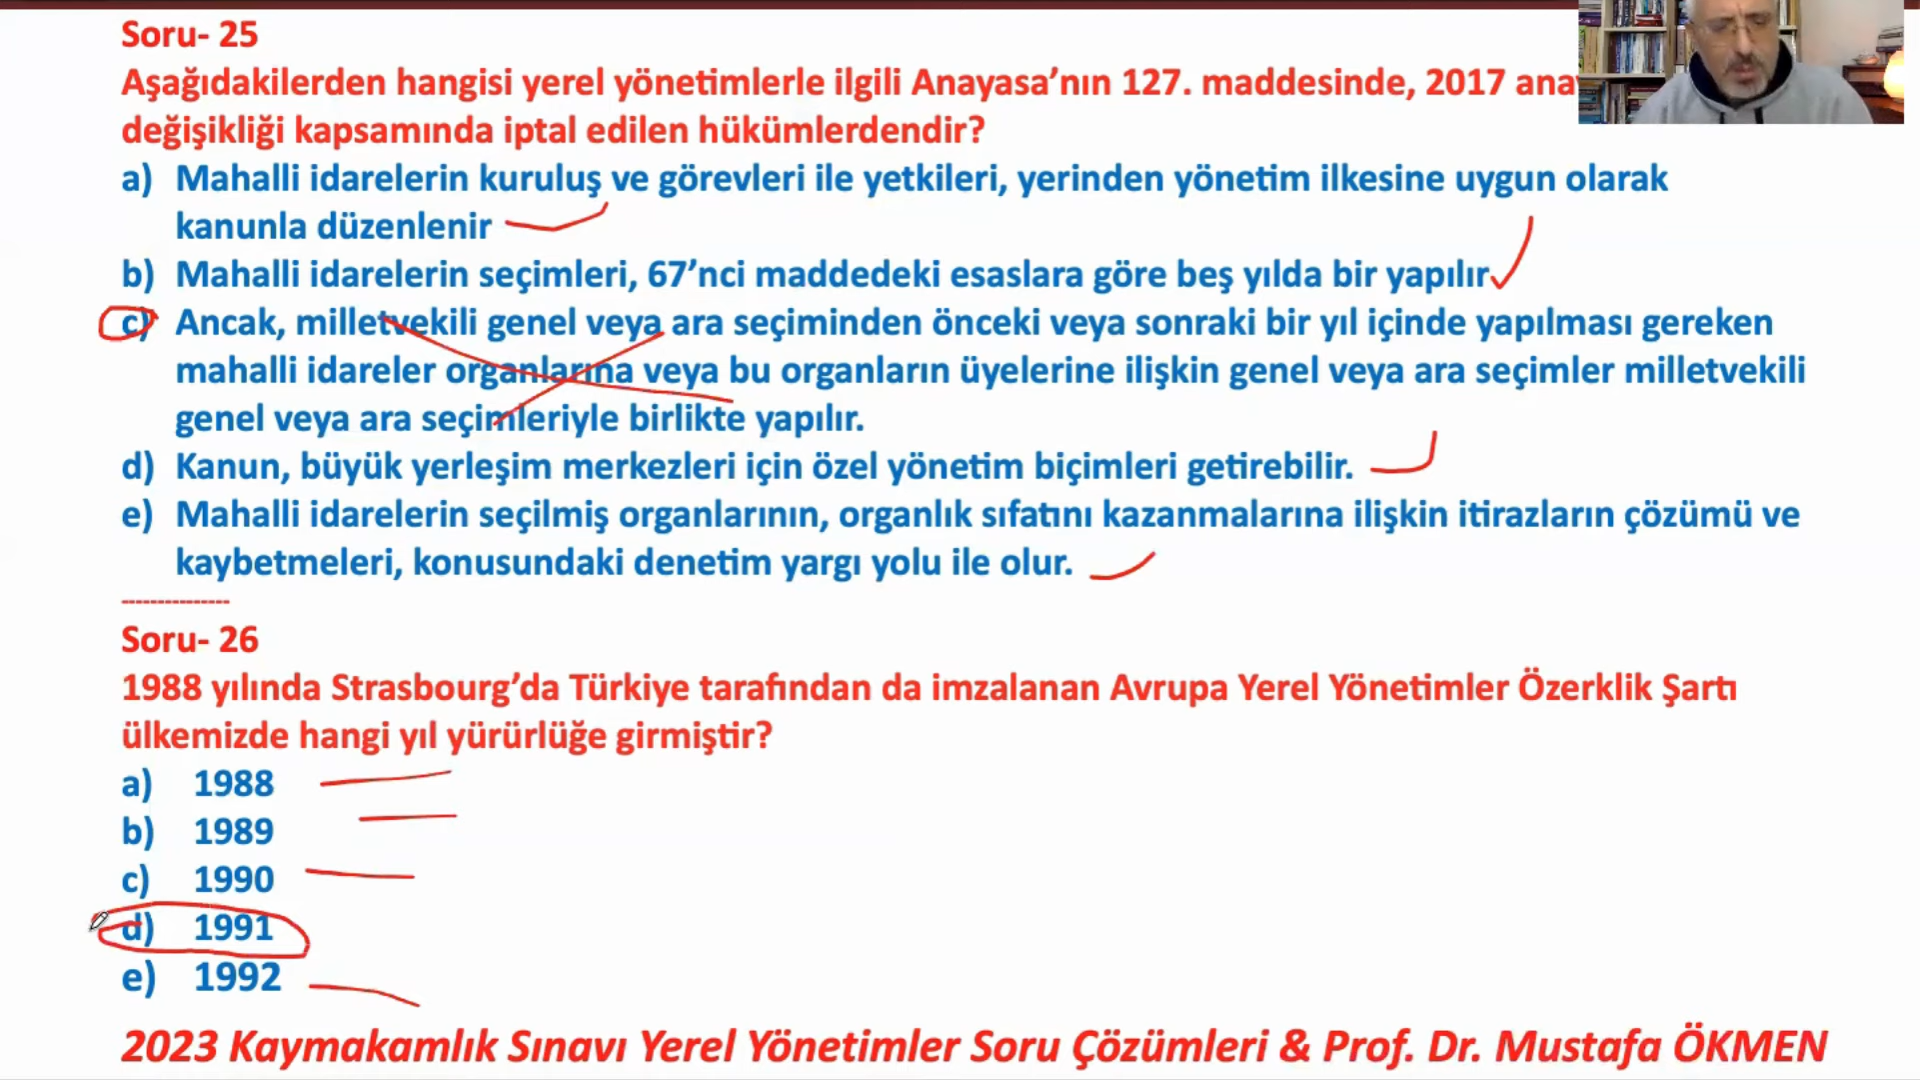 Soru- 25
Aşağıdakilerden hangisi yerel yönetimlerle ilgili Anayasa’nın 127. maddesinde, 2017
değişikliği kapsamında iptal edilen hükümlerdendir?
a) Mahalli idarelerin kuruluş ve görevleri ile yetkileri, yerinden yönetim ilkesine uygun olarak
kanunla düzenlenir
b) Mahalli idarelerin seçimleri, 67’nci maddedeki esaslara göre beş yılda bir yapılır
c) Ancak, milletvekili genel veya ara seçiminden önceki veya sonraki bir yıl içinde yapılması gereken
mahalli idareler organlarına veya bu organların üyelerine ilişkin genel veya ara seçimler milletvekili
genel veya ara seçimleriyle birlikte yapılır.
d) Kanun, büyük yerleşim merkezleri için özel yönetim biçimleri getirebilir.
e) Mahalli idarelerin seçilmiş organlarının, organlık sıfatını kazanmalarına ilişkin itirazların çözümü ve
kaybetmeleri, konusundaki denetim yargı yolu ile olur.
---------------
Soru- 26
1988 yılında Strasbourg’da Türkiye tarafından da imzalanan Avrupa Yerel Yönetimler Özerklik Şartı
ülkemizde hangi yıl yürürlüğe girmiştir?
a) 1988
b) 1989
c) 1990
d) 1991
e) 1992
2023 Kaymakamlık Sınavı Yerel Yönetimler Soru Çözümleri & Prof. Dr. Mustafa ÖKMEN